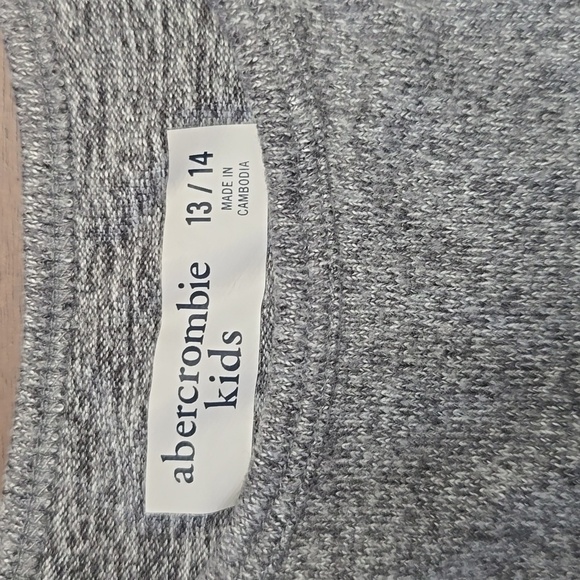 abercrombie
kids
13 / 14
MADE IN
CAMBODIA